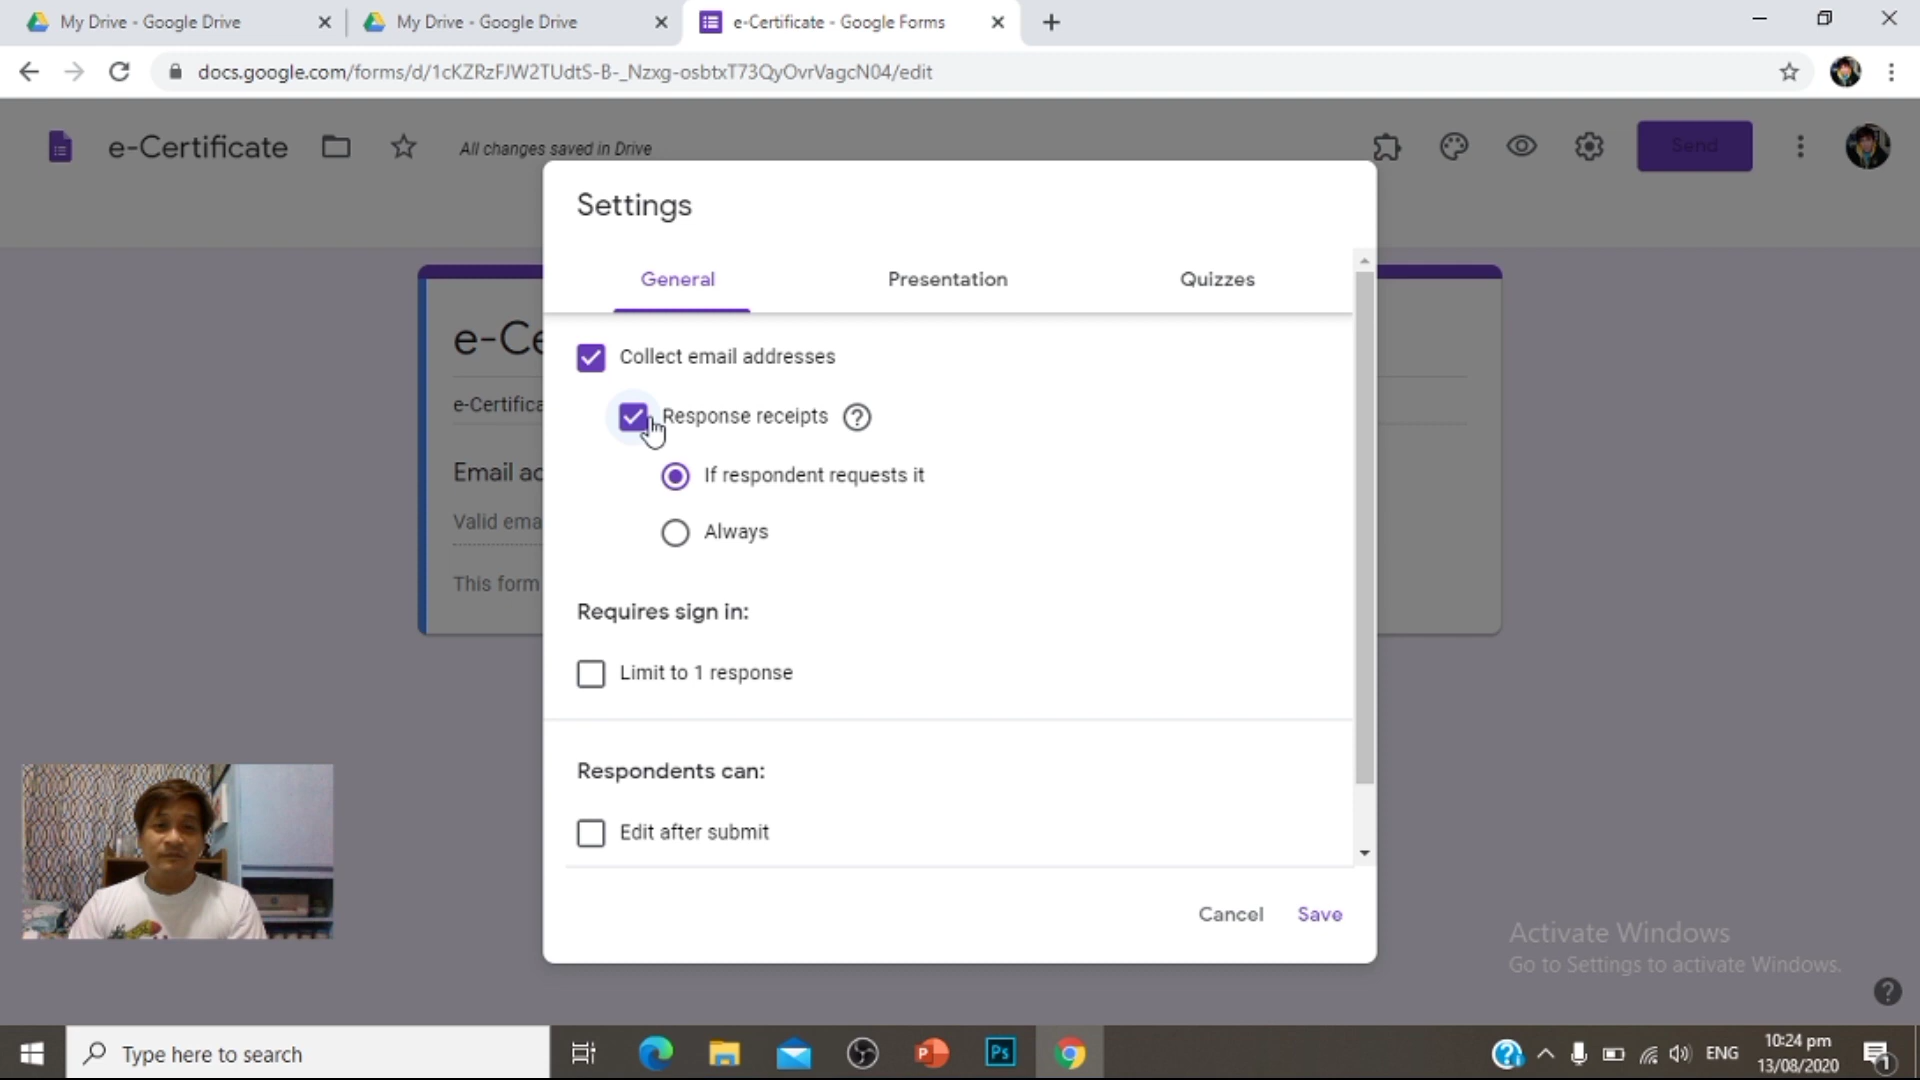 My Drive - Google Drive
My Drive - Google Drive
e-Certificate - Google Forms
docs.google.com/forms/d/1cKZRzFJW2TUdtS-B-_Nzxg-osbtxT73QyOvrVagcN04/edit
e-Certificate
All changes saved in Drive
Send
Settings
General
Presentation
Quizzes
e-Ce
Collect email addresses
e-Certifica
Response receipts
Email ac
If respondent requests it
Valid ema
Always
This form
Requires sign in:
Limit to 1 response
Respondents can:
Edit after submit
Cancel
Save
Activate Windows
Go to Settings to activate Windows.
Type here to search
P
Ps
ENG
10:24 pm
13/08/2020
1